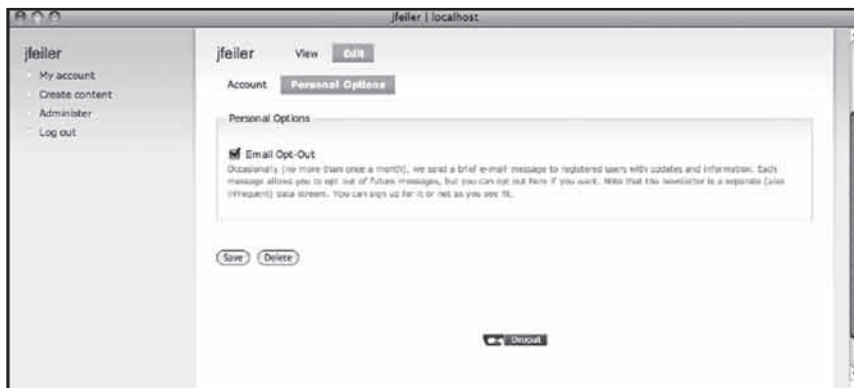 jfeiler | localhost
jfeiler
My account
Create content
Administer
Log out
jfeiler View Edit
Account Personal Options
Personal Options
Email Opt-Out
Occasionally (no more than once a month), we send a brief e-mail message to registered users with updates and information. Each
message allows you to opt out of future messages, but you can opt out here if you want. Note that the newsletter is a separate (also
infrequent) data stream. You can sign up for it or not as you see fit.
Save Delete
Drupal